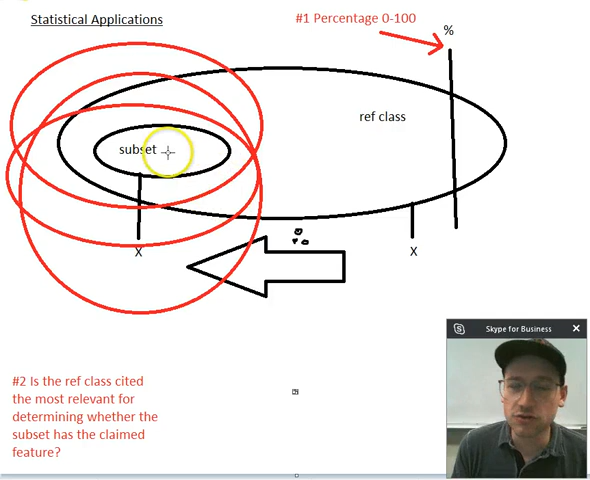 Statistical Applications
#1 Percentage 0-100
%
ref class
subset
X
X
%
Skype for Business
#2 Is the ref class cited
the most relevant for
determining whether the
subset has the claimed
feature?